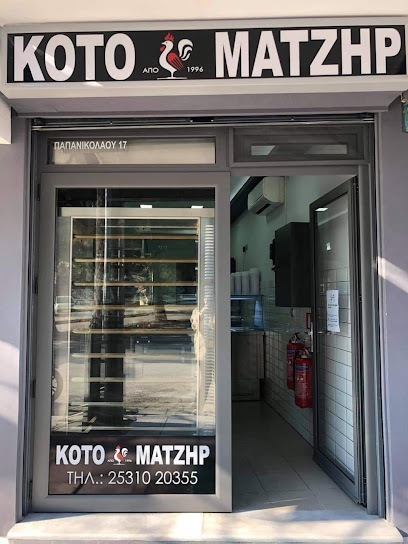 ΚΟΤΟ ΜΑΤΖΗΡ
ΑΠΟ 1996
ΠΑΠΑΝΙΚΟΛΑΟΥ 17
ΚΟΤΟ ΜΑΤΖΗΡ
ΤΗΛ.: 25310 20355